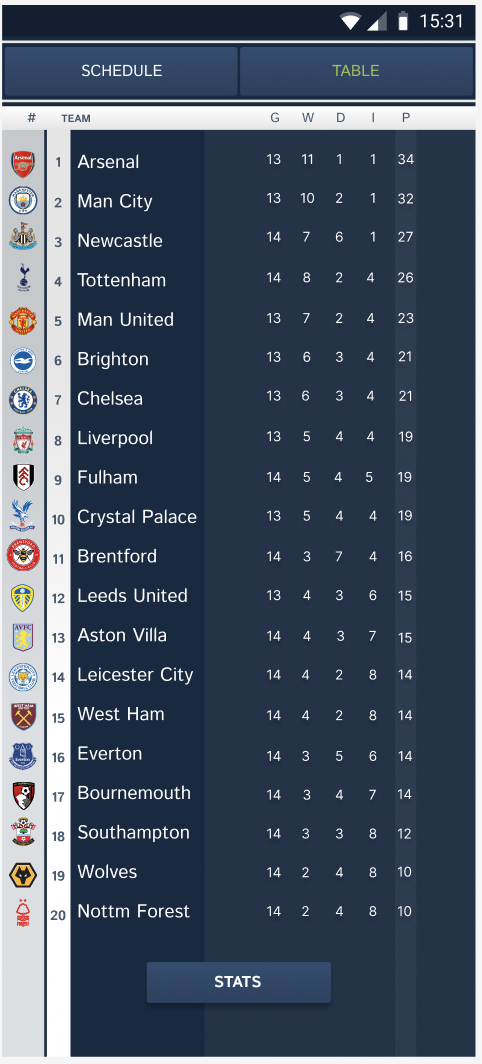 15:31
SCHEDULE TABLE
# TEAM G W D I P
1 Arsenal 13 11 1 1 34
2 Man City 13 10 2 1 32
3 Newcastle 14 7 6 1 27
4 Tottenham 14 8 2 4 26
5 Man United 13 7 2 4 23
6 Brighton 13 6 3 4 21
7 Chelsea 13 6 3 4 21
8 Liverpool 13 5 4 4 19
9 Fulham 14 5 4 5 19
10 Crystal Palace 13 5 4 4 19
11 Brentford 14 3 7 4 16
12 Leeds United 13 4 3 6 15
13 Aston Villa 14 4 3 7 15
14 Leicester City 14 4 2 8 14
15 West Ham 14 4 2 8 14
16 Everton 14 3 5 6 14
17 Bournemouth 14 3 4 7 14
18 Southampton 14 3 3 8 12
19 Wolves 14 2 4 8 10
20 Nottm Forest 14 2 4 8 10
STATS